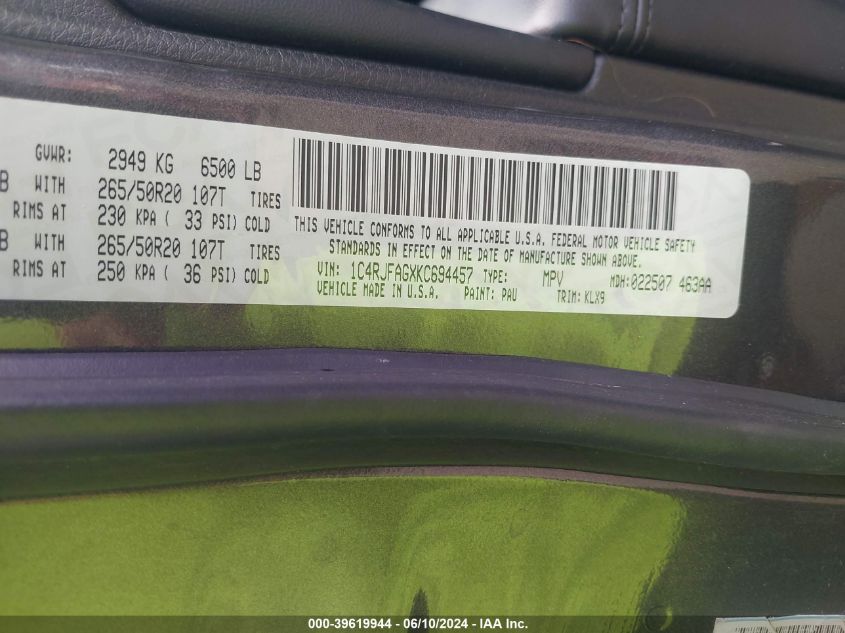 GVWR: 2949 KG 6500 LB
B WITH 265/50R20 107T TIRES
RIMS AT 230 KPA ( 33 PSI) COLD
B WITH 265/50R20 107T TIRES
RIMS AT 250 KPA ( 36 PSI) COLD
THIS VEHICLE CONFORMS TO ALL APPLICABLE U.S.A. FEDERAL MOTOR VEHICLE SAFETY
STANDARDS IN EFFECT ON THE DATE OF MANUFACTURE SHOWN ABOVE.
VIN: 1C4RJFAGXKC694457 TYPE: MPV MDH:022507 463AA
VEHICLE MADE IN U.S.A. PAINT: PAU TRIM: KLX9
000-39619944 - 06/10/2024 - IAA Inc.